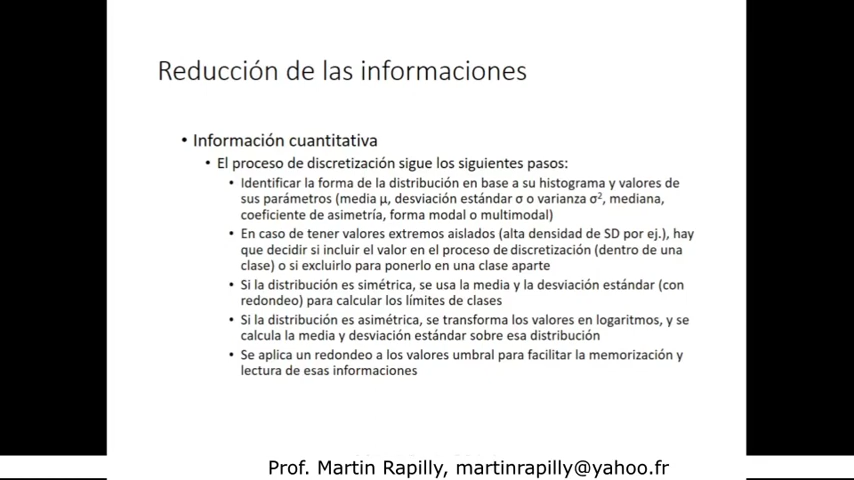 Reducción de las informaciones
• Información cuantitativa
• El proceso de discretización sigue los siguientes pasos:
• Identificar la forma de la distribución en base a su histograma y valores de
sus parámetros (media μ, desviación estándar σ o varianza σ², mediana,
coeficiente de asimetría, forma modal o multimodal)
• En caso de tener valores extremos aislados (alta densidad de SD por ej.), hay
que decidir si incluir el valor en el proceso de discretización (dentro de una
clase) o si excluirlo para ponerlo en una clase aparte
• Si la distribución es simétrica, se usa la media y la desviación estándar (con
redondeo) para calcular los límites de clases
• Si la distribución es asimétrica, se transforma los valores en logaritmos, y se
calcula la media y desviación estándar sobre esa distribución
• Se aplica un redondeo a los valores umbral para facilitar la memorización y
lectura de esas informaciones
Prof. Martin Rapilly, martinrapilly@yahoo.fr